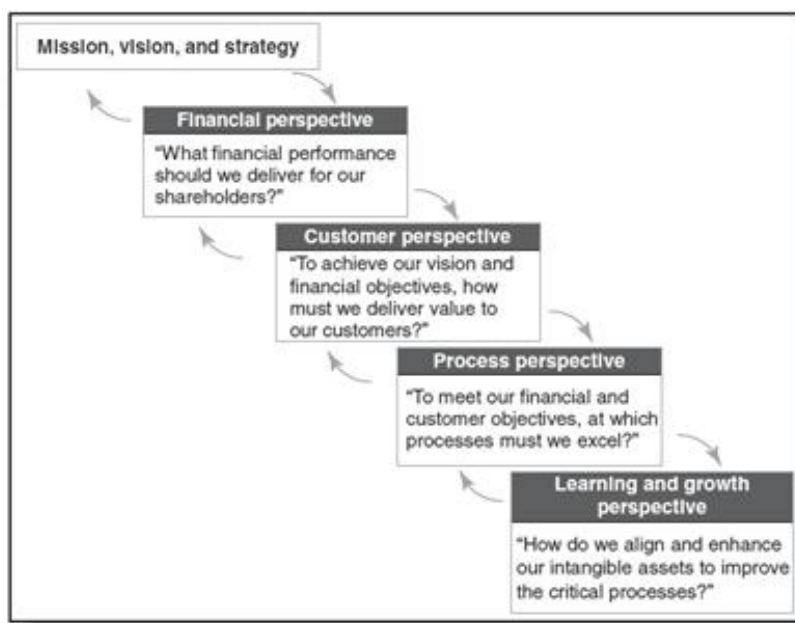 Mission, vision, and strategy
Financial perspective
“What financial performance
should we deliver for our
shareholders?”
Customer perspective
“To achieve our vision and
financial objectives, how
must we deliver value to
our customers?”
Process perspective
“To meet our financial and
customer objectives, at which
processes must we excel?”
Learning and growth
perspective
“How do we align and enhance
our intangible assets to improve
the critical processes?”